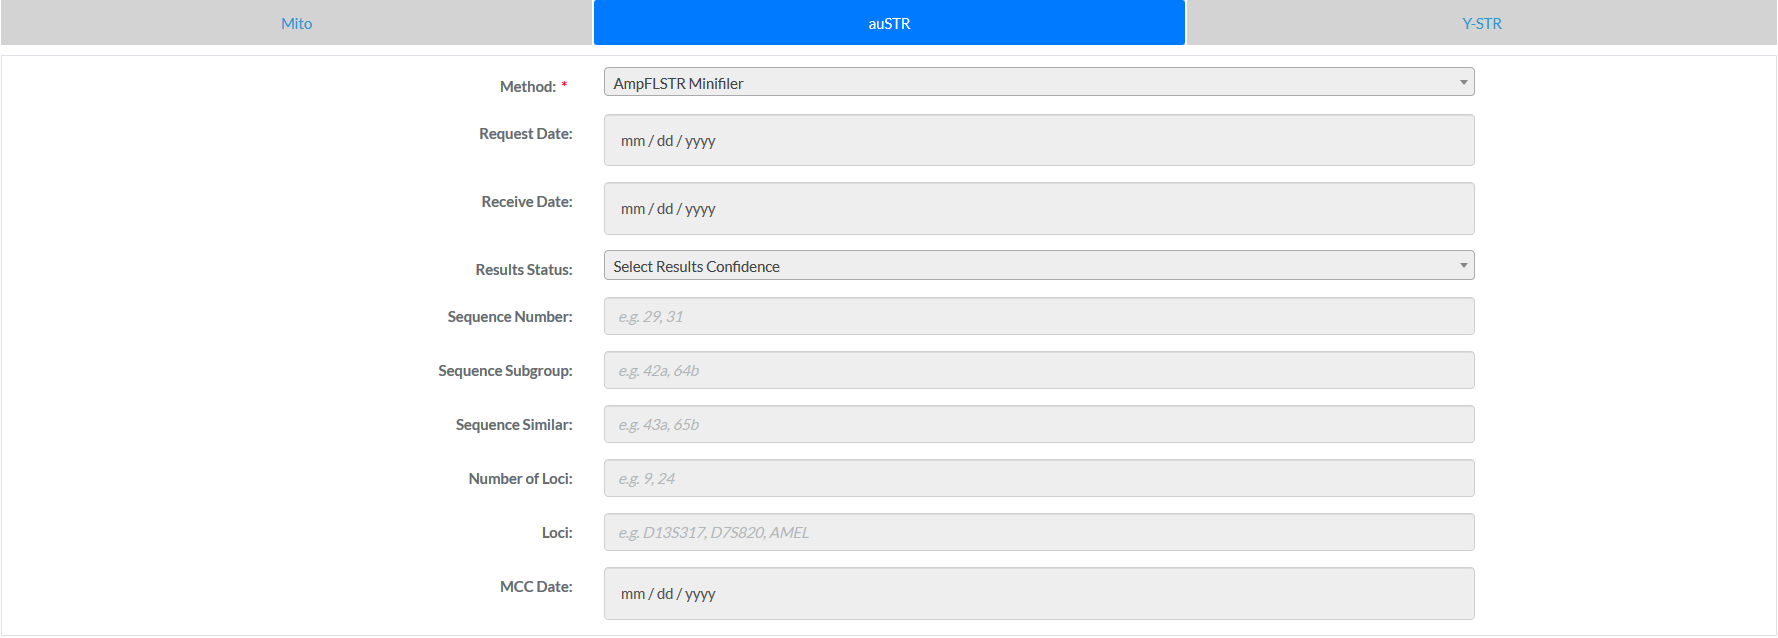 Mito auSTR Y-STR
Method: * AmpFLSTR Minifiler
Request Date: mm / dd / yyyy
Receive Date: mm / dd / yyyy
Results Status: Select Results Confidence
Sequence Number: e.g. 29, 31
Sequence Subgroup: e.g. 42a, 64b
Sequence Similar: e.g. 43a, 65b
Number of Loci: e.g. 9, 24
Loci: e.g. D13S317, D7S820, AMEL
MCC Date: mm / dd / yyyy